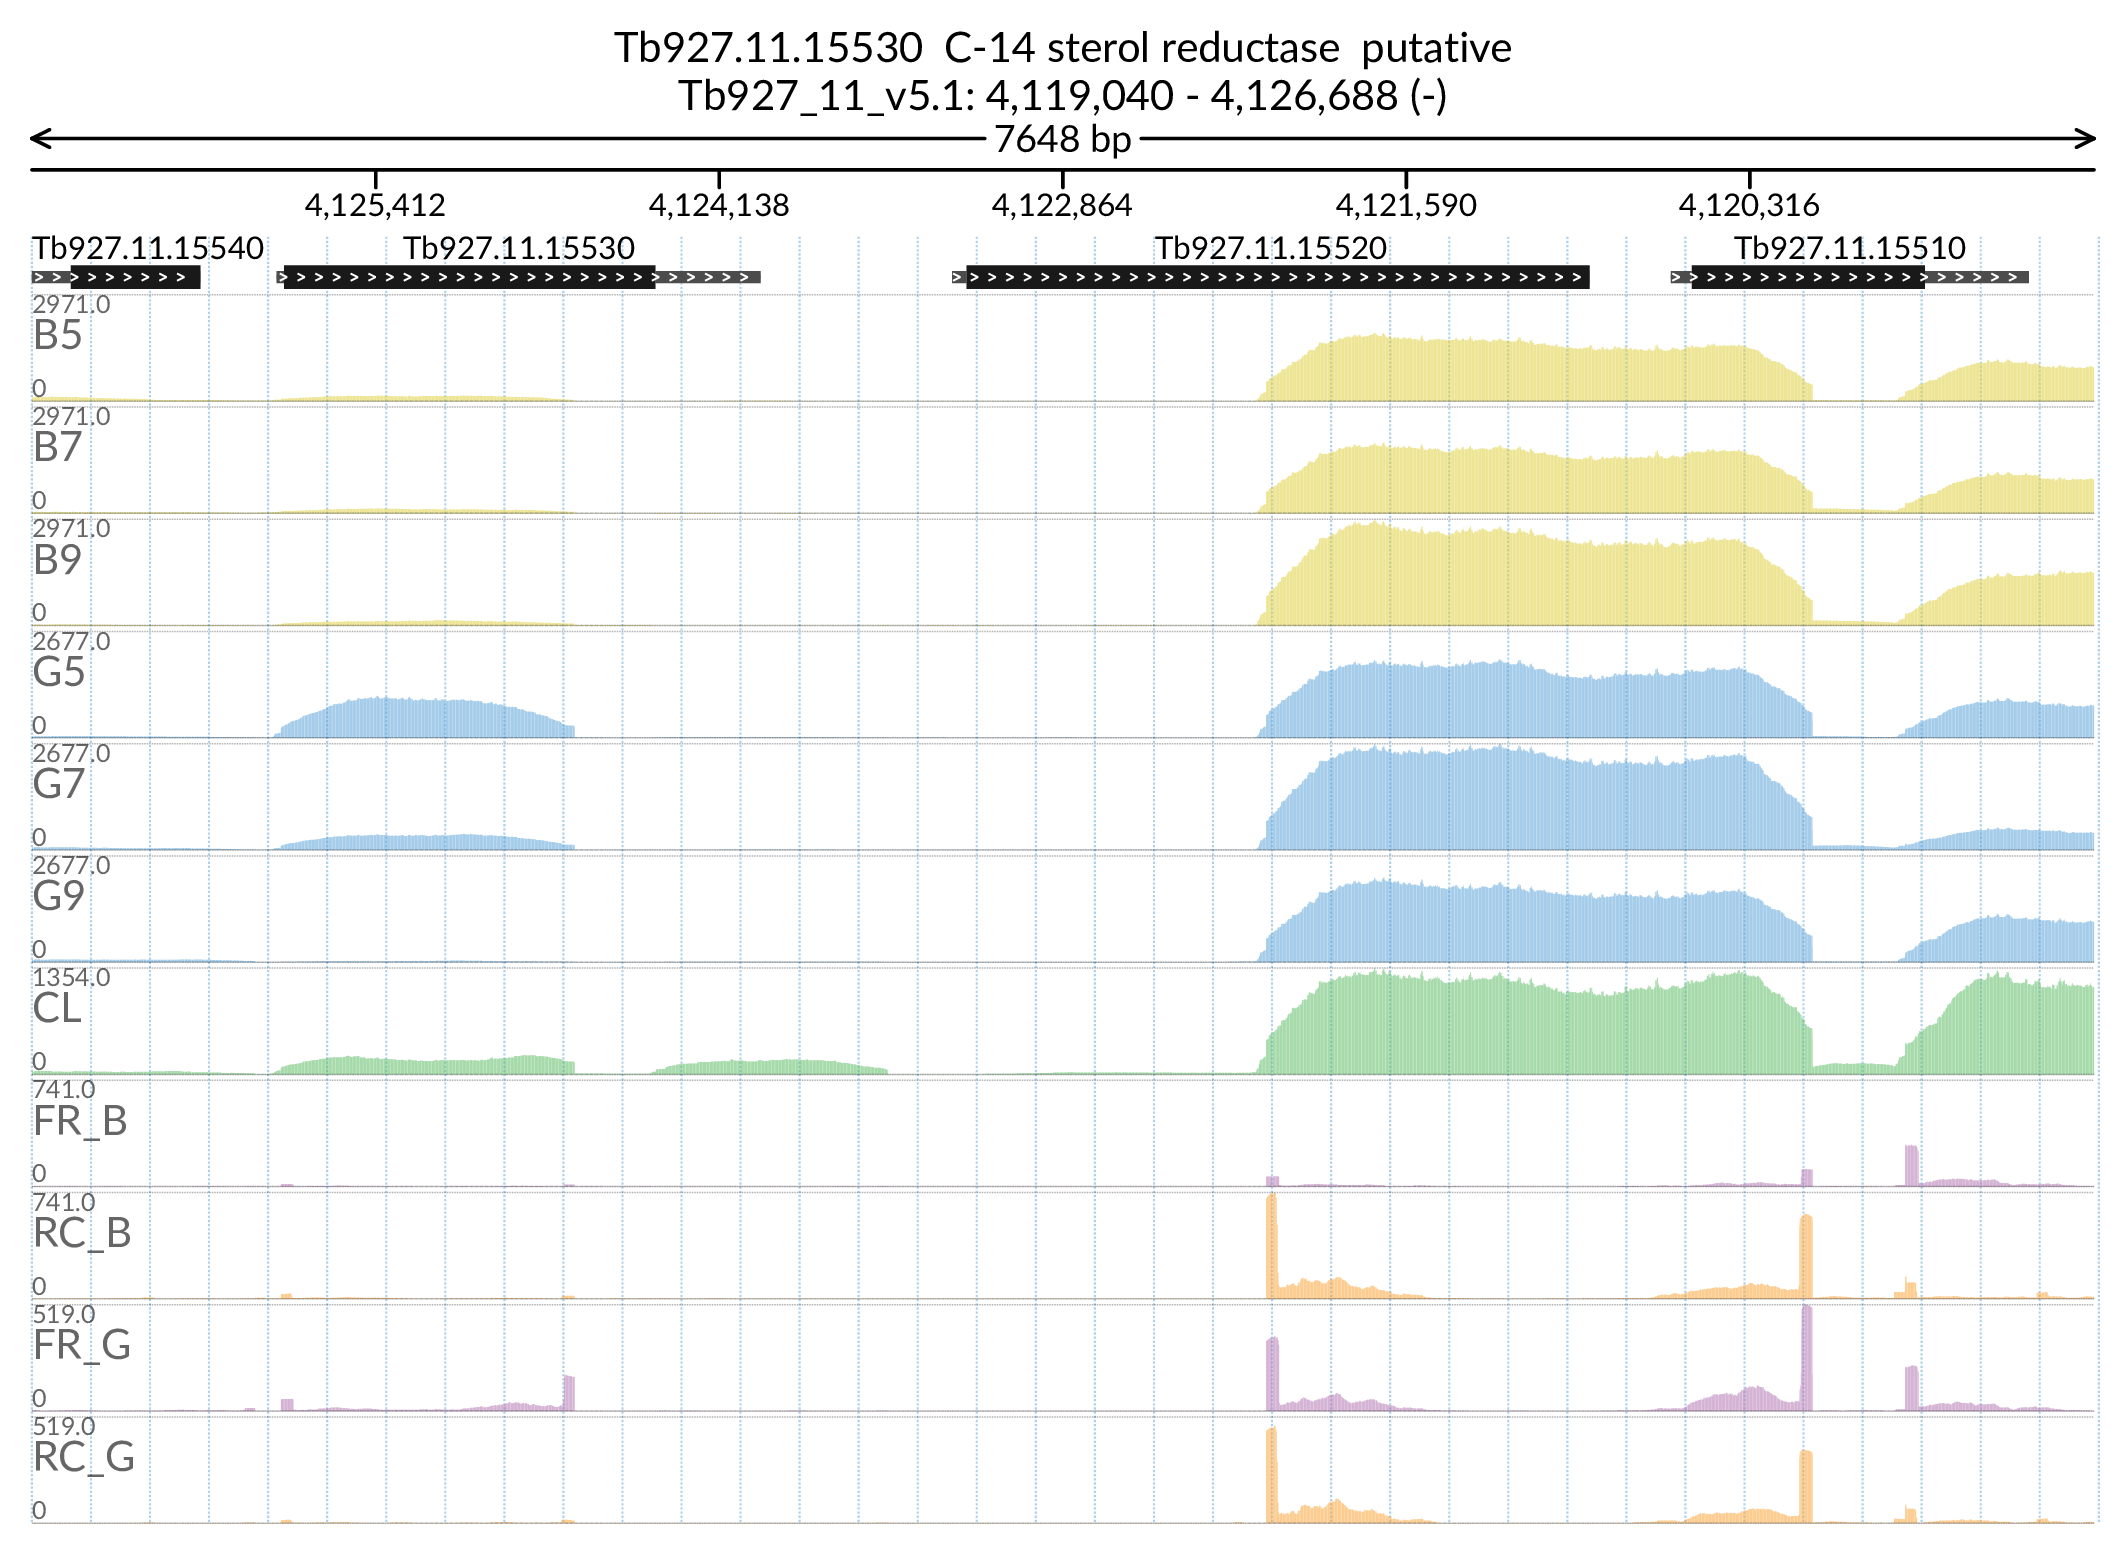 Tb927.11.15530  C-14 sterol reductase  putative
Tb927_11_v5.1: 4,119,040 - 4,126,688 (-)
7648 bp
4,125,412 4,124,138 4,122,864 4,121,590 4,120,316
Tb927.11.15540 Tb927.11.15530 Tb927.11.15520 Tb927.11.15510
2971.0
B5
0
2971.0
B7
0
2971.0
B9
0
2677.0
G5
0
2677.0
G7
0
2677.0
G9
0
1354.0
CL
0
741.0
FR_B
0
741.0
RC_B
0
519.0
FR_G
0
519.0
RC_G
0